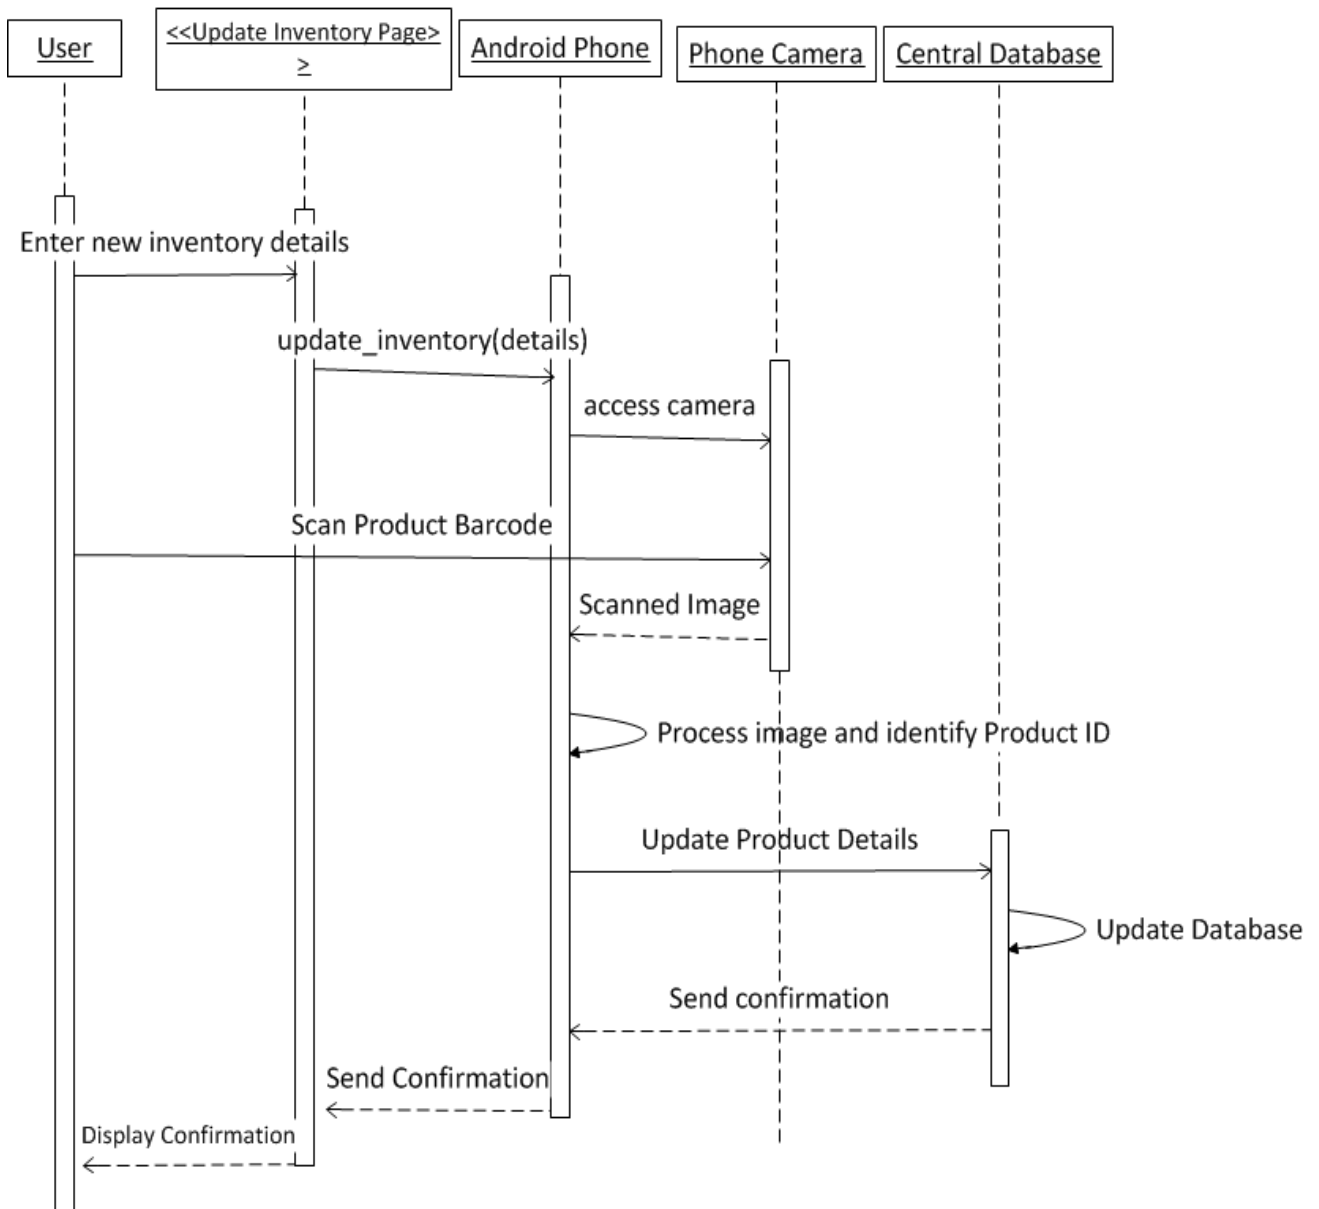 User
<<Update Inventory Page>
>
Android Phone
Phone Camera
Central Database
Enter new inventory details
update_inventory(details)
access camera
Scan Product Barcode
Scanned Image
Process image and identify Product ID
Update Product Details
Update Database
Send confirmation
Send Confirmation
Display Confirmation